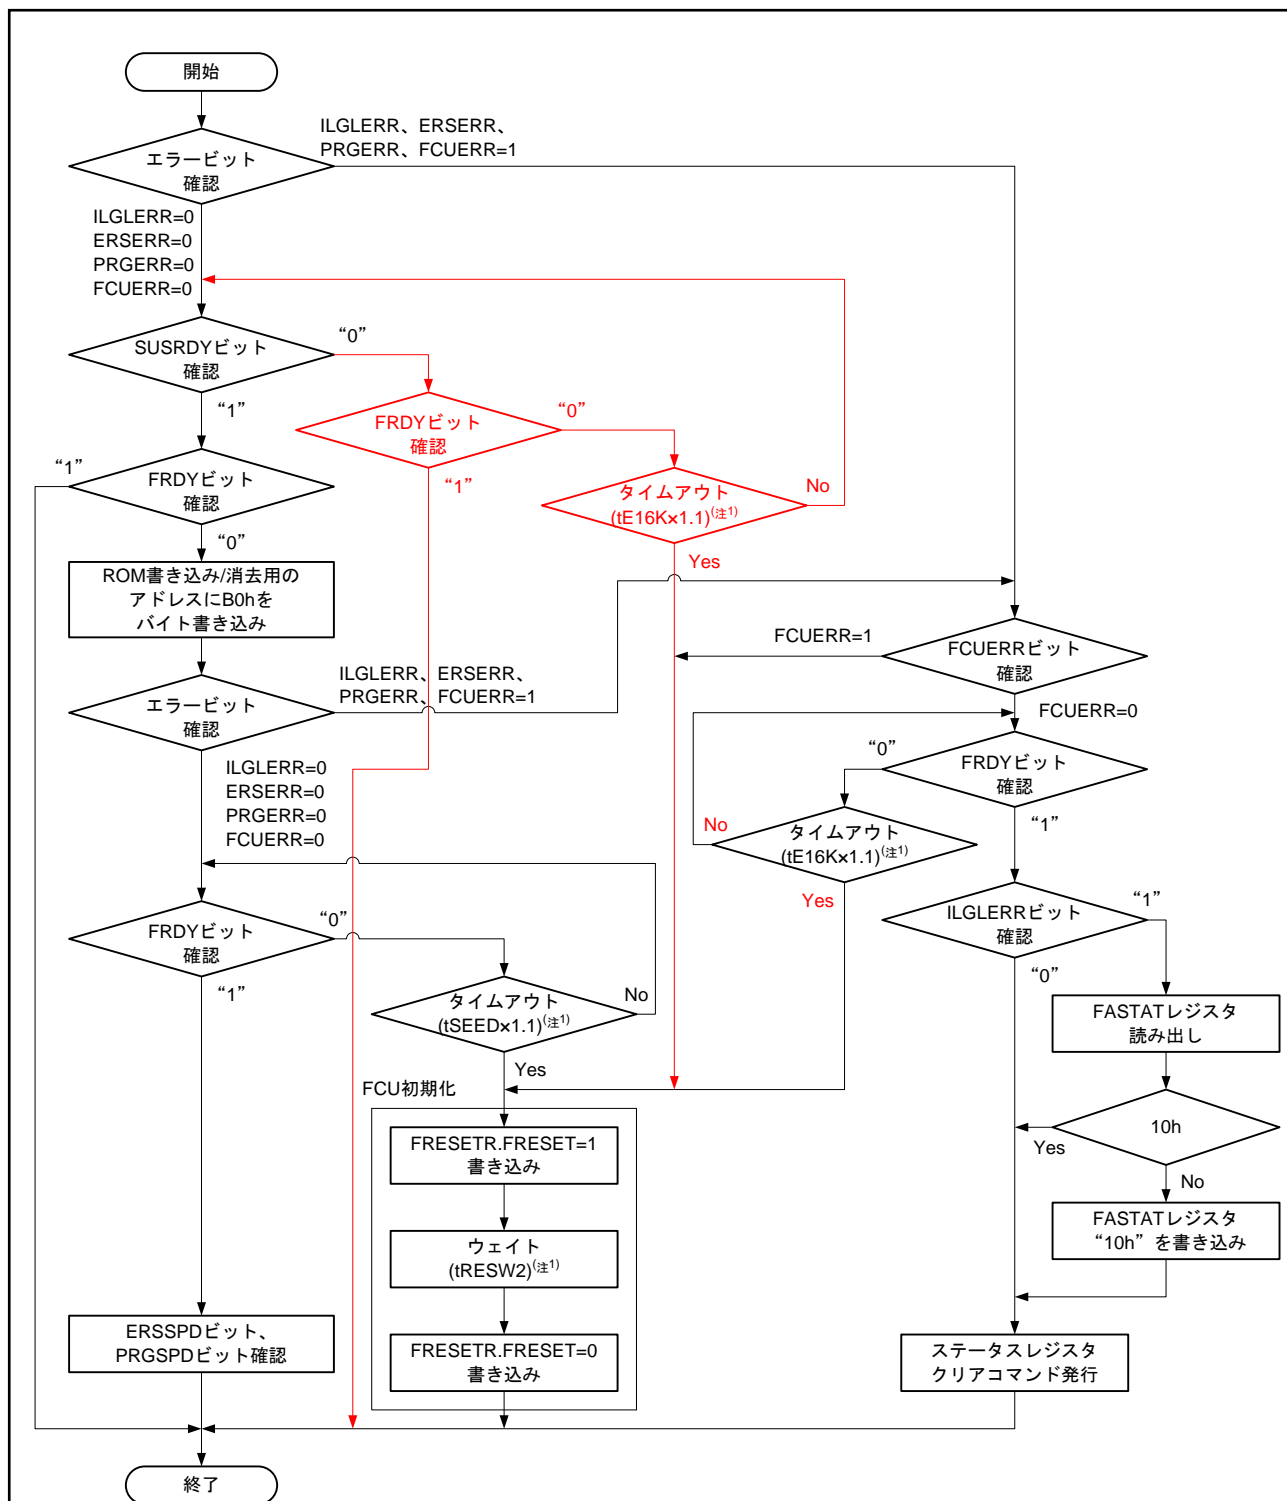 開始
エラービット
確認
ILGLERR、ERSERR、
PRGERR、FCUERR=1
ILGLERR=0
ERSERR=0
PRGERR=0
FCUERR=0
SUSRDYビット
確認
“0”
“1”
FRDYビット
確認
“0”
“1”
タイムアウト
(tE16K×1.1)(注1)
No
Yes
“1”
FRDYビット
確認
“0”
ROM書き込み/消去用の
アドレスにB0hを
バイト書き込み
エラービット
確認
ILGLERR、ERSERR、
PRGERR、FCUERR=1
ILGLERR=0
ERSERR=0
PRGERR=0
FCUERR=0
FCUERR=1
FCUERRビット
確認
FCUERR=0
“0”
FRDYビット
確認
“1”
No
タイムアウト
(tE16K×1.1)(注1)
Yes
FRDYビット
確認
“0”
“1”
タイムアウト
(tSEED×1.1)(注1)
No
Yes
FCU初期化
FRESETR.FRESET=1
書き込み
ウェイト
(tRESW2)(注1)
FRESETR.FRESET=0
書き込み
ILGLERRビット
確認
“1”
“0”
FASTATレジスタ
読み出し
10h
Yes
No
FASTATレジスタ
“10h”を書き込み
ステータスレジスタ
クリアコマンド発行
ERSSPDビット、
PRGSPDビット確認
終了